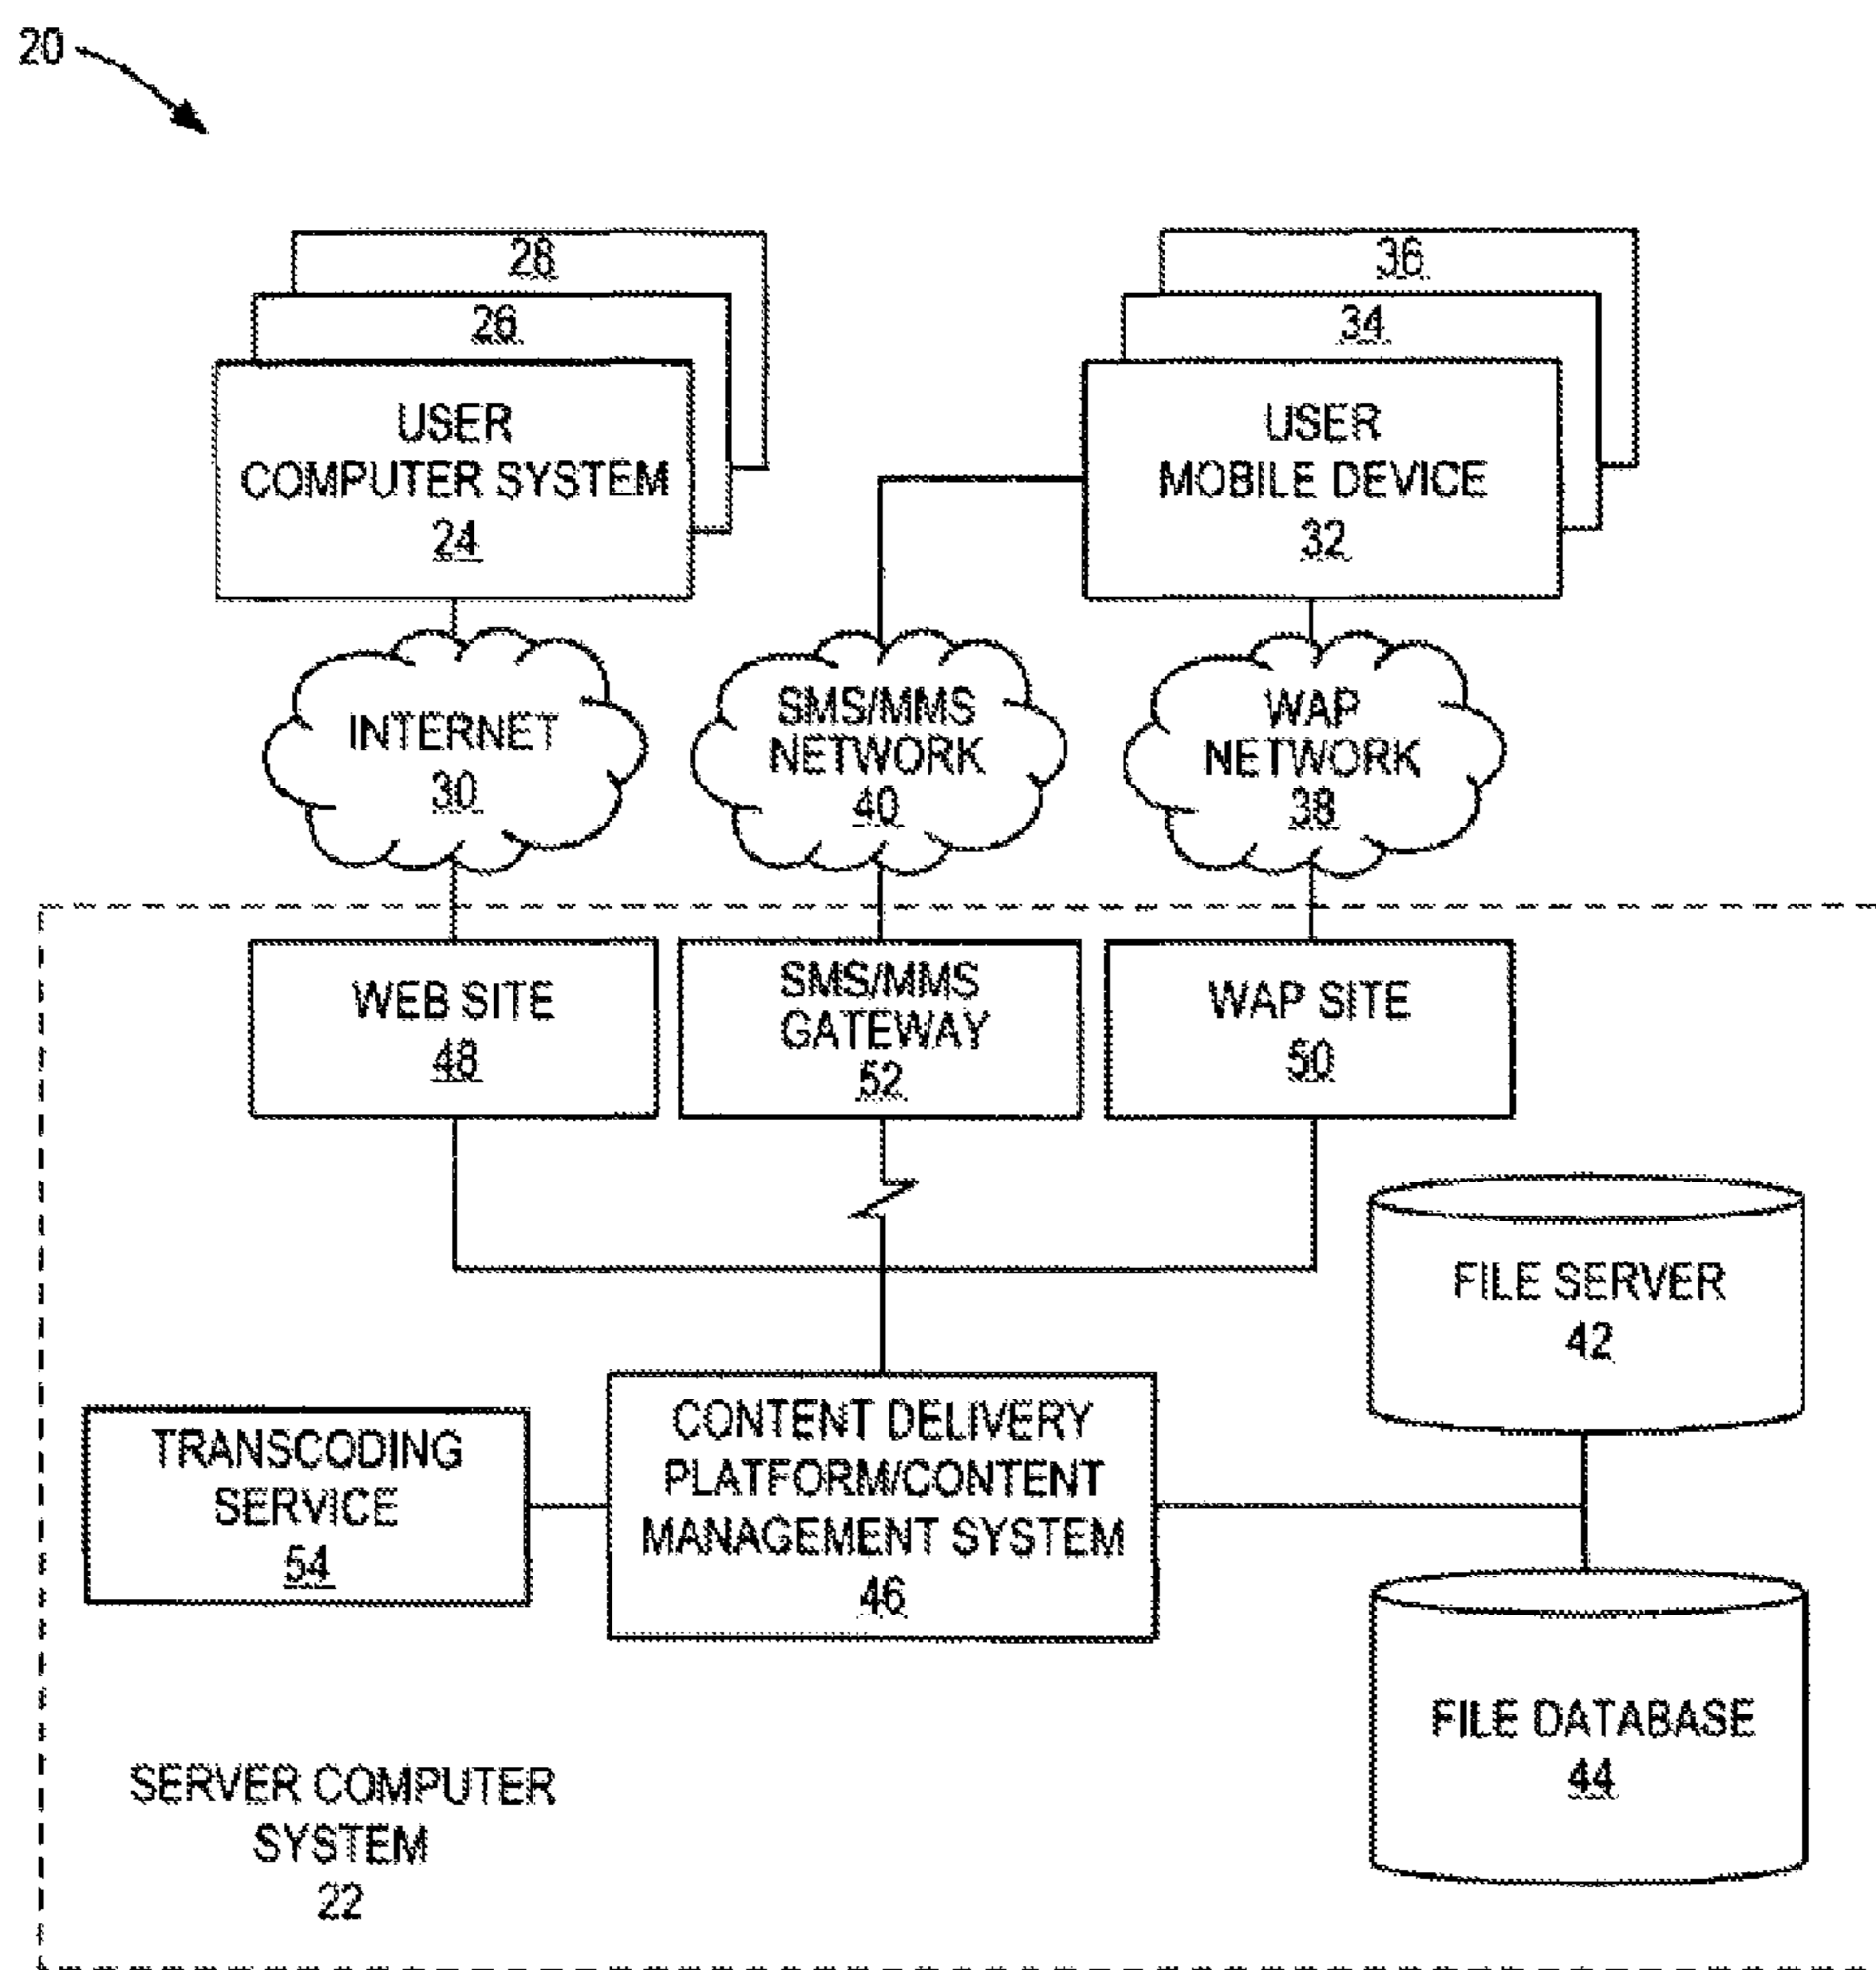 20
28
26
USER
COMPUTER SYSTEM
24
36
34
USER
MOBILE DEVICE
32
INTERNET
30
SMS/MMS
NETWORK
40
WAP
NETWORK
38
WEB SITE
48
SMS/MMS
GATEWAY
52
WAP SITE
50
FILE SERVER
42
TRANSCODING
SERVICE
54
CONTENT DELIVERY
PLATFORM/CONTENT
MANAGEMENT SYSTEM
46
FILE DATABASE
44
SERVER COMPUTER
SYSTEM
22